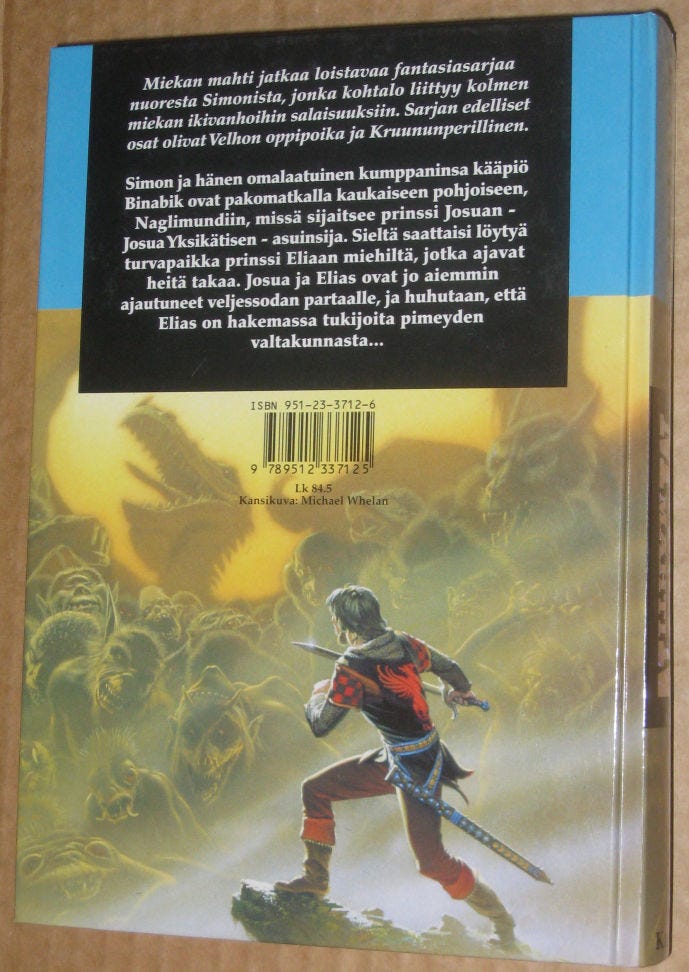 Miekan mahti jatkaa loistavaa fantasiasarjaa
nuoresta Simonista, jonka kohtalo liittyy kolmen
miekan ikivanhoihin salaisuuksiin. Sarjan edelliset
osat olivat Velhon oppipoika ja Kruununperillinen.
Simon ja hänen omalaatuinen kumppaninsa kääpiö
Binabik ovat pakomatkalla kaukaiseen pohjoiseen,
Naglimundiin, missä sijaitsee prinssi Josuan -
Josua Yksikätisen - asuinsija. Sieltä saattaisi löytyä
turvapaikka prinssi Eliaan miehiltä, jotka ajavat
heitä takaa. Josua ja Elias ovat jo aiemmin
ajautuneet veljessodan partaalle, ja huhutaan, että
Elias on hakemassa tukijoita pimeyden
valtakunnasta...
ISBN 951-23-3712-6
9 789512 337125
Lk 84.5
Kansikuva: Michael Whelan
K